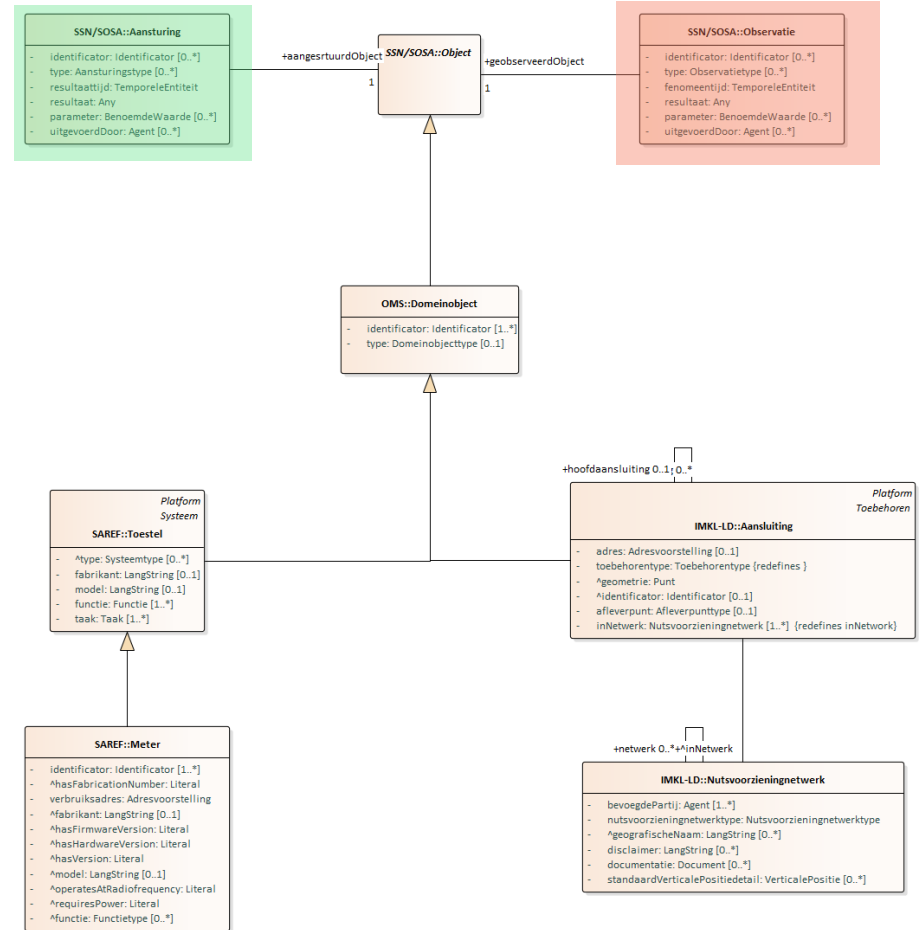 SSN/SOSA::Aansturing
- identificator: Identificator [0..*]
- type: Aansturingstype [0..*]
- resultaattijd: TemporeleEntiteit
- resultaat: Any
- parameter: BenoemdeWaarde [0..*]
- uitgevoerdDoor: Agent [0..*]
+aangesrtuurdObject
1
SSN/SOSA::Object
+geobserveerdObject
1
SSN/SOSA::Observatie
- identificator: Identificator [0..*]
- type: Observatietype [0..*]
- fenomeentijd: TemporeleEntiteit
- resultaat: Any
- parameter: BenoemdeWaarde [0..*]
- uitgevoerdDoor: Agent [0..*]
OMS::Domeinobject
- identificator: Identificator [1..*]
- type: Domeinobjecttype [0..1]
Platform
Systeem
SAREF::Toestel
- ^type: Systeemtype [0..*]
- fabrikant: LangString [0..1]
- model: LangString [0..1]
- functie: Functie [1..*]
- taak: Taak [1..*]
+hoofdaansluiting 0..1
0..*
Platform
Toebehoren
IMKL-LD::Aansluiting
- adres: Adresvoorstelling [0..1]
- toebehorentype: Toebehorentype {redefines }
- ^geometrie: Punt
- ^identificator: Identificator [0..1]
- afleverpunt: Afleverpunttype [0..1]
- inNetwerk: Nutsvoorzieningnetwerk [1..*] {redefines inNetwork}
SAREF::Meter
- identificator: Identificator [1..*]
- ^hasFabricationNumber: Literal
- verbruiksadres: Adresvoorstelling
- ^fabrikant: LangString [0..1]
- ^hasFirmwareVersion: Literal
- ^hasHardwareVersion: Literal
- ^hasVersion: Literal
- ^model: LangString [0..1]
- ^operatesAtRadiofrequency: Literal
- ^requiresPower: Literal
- ^functie: Functietype [0..*]
+netwerk 0..*
+^inNetwerk
IMKL-LD::Nutsvoorzieningnetwerk
- bevoegdePartij: Agent [1..*]
- nutsvoorzieningnetwerktype: Nutsvoorzieningnetwerktype
- ^geografischeNaam: LangString [0..*]
- disclaimer: LangString [0..*]
- documentatie: Document [0..*]
- standaardVerticalePositiedetail: VerticalePositie [0..*]